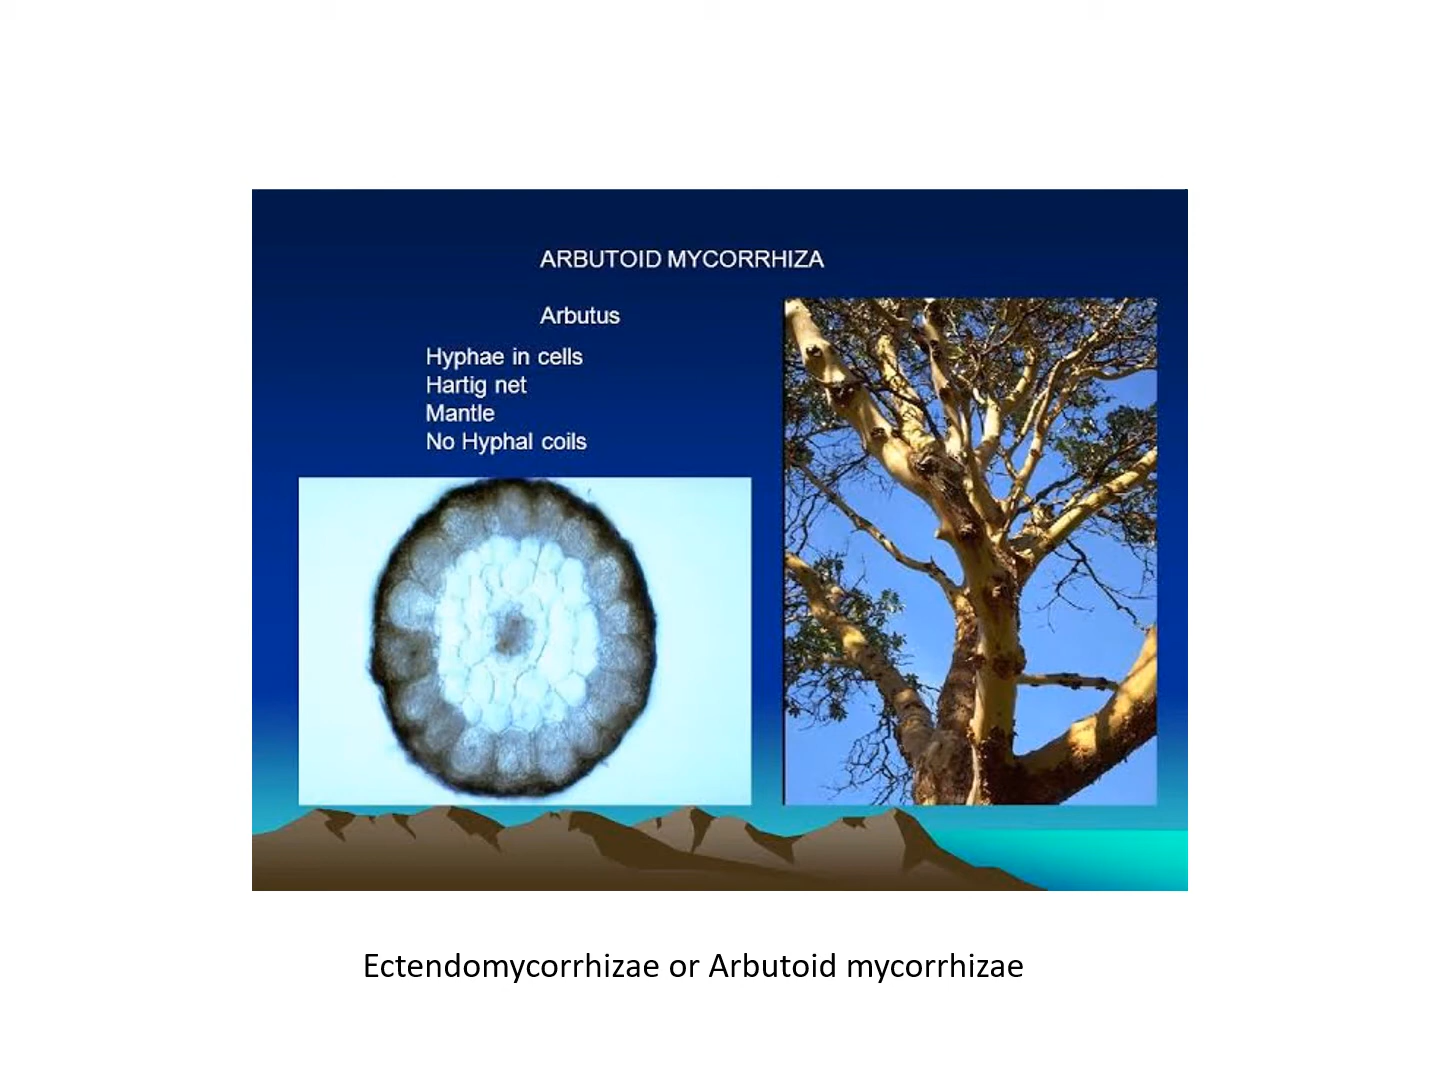 ARBUTOID MYCORRHIZA
Arbutus
Hyphae in cells
Hartig net
Mantle
No Hyphal coils
Ectendomycorrhizae or Arbutoid mycorrhizae